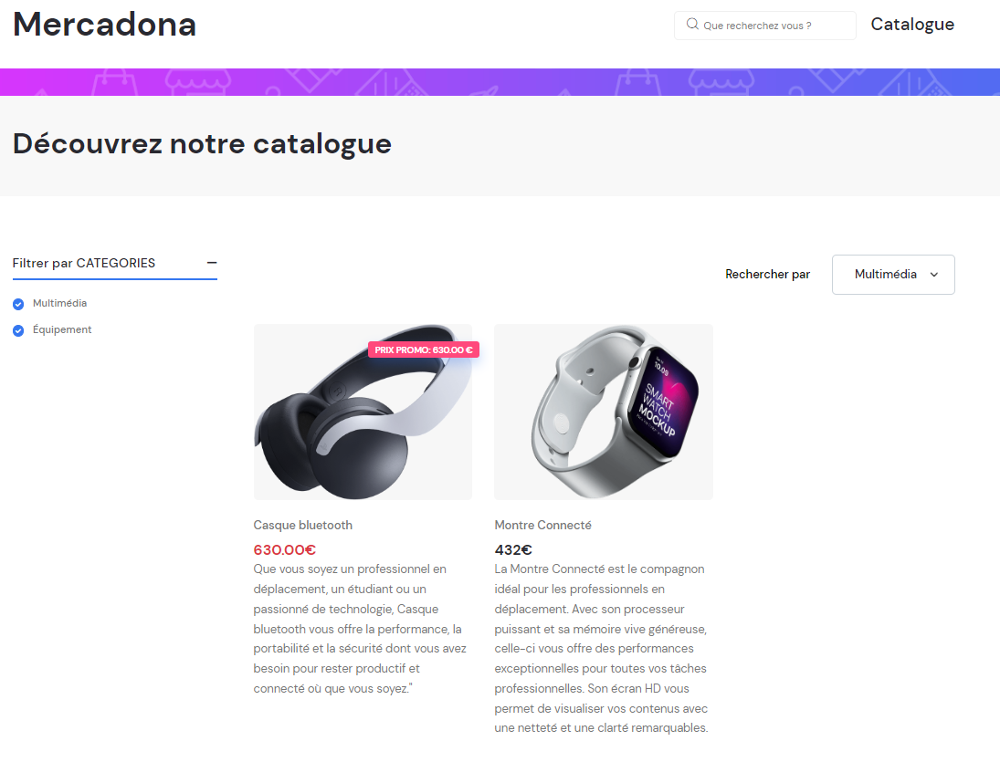 Mercadona
Que recherchez vous ?
Catalogue
Découvrez notre catalogue
Filtrer par CATEGORIES
Multimédia
Équipement
Rechercher par
Multimédia
PRIX PROMO: 630.00 €
10:09
SMART
WATCH
MOCKUP
Casque bluetooth
630.00€
Que vous soyez un professionnel en
déplacement, un étudiant ou un
passionné de technologie, Casque
bluetooth vous offre la performance, la
portabilité et la sécurité dont vous avez
besoin pour rester productif et
connecté où que vous soyez."
Montre Connecté
432€
La Montre Connecté est le compagnon
idéal pour les professionnels en
déplacement. Avec son processeur
puissant et sa mémoire vive généreuse,
celle-ci vous offre des performances
exceptionnelles pour toutes vos tâches
professionnelles. Son écran HD vous
permet de visualiser vos contenus avec
une netteté et une clarté remarquables.